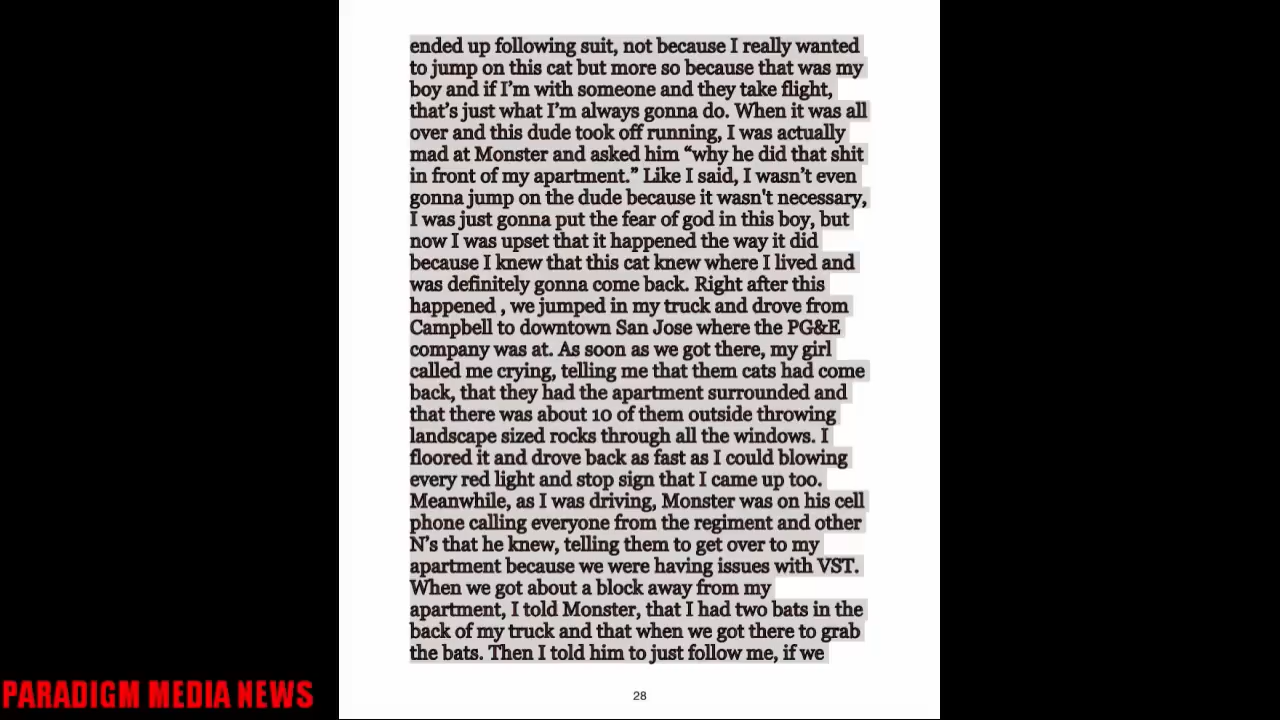 ended up following suit, not because I really wanted
to jump on this cat but more so because that was my
boy and if I'm with someone and they take flight,
that's just what I'm always gonna do. When it was all
over and this dude took off running, I was actually
mad at Monster and asked him “why he did that shit
in front of my apartment.” Like I said, I wasn't even
gonna jump on the dude because it wasn't necessary,
I was just gonna put the fear of god in this boy, but
now I was upset that it happened the way it did
because I knew that this cat knew where I lived and
was definitely gonna come back. Right after this
happened , we jumped in my truck and drove from
Campbell to downtown San Jose where the PG&E
company was at. As soon as we got there, my girl
called me crying, telling me that them cats had come
back, that they had the apartment surrounded and
that there was about 10 of them outside throwing
landscape sized rocks through all the windows. I
floored it and drove back as fast as I could blowing
every red light and stop sign that I came up too.
Meanwhile, as I was driving, Monster was on his cell
phone calling everyone from the regiment and other
N's that he knew, telling them to get over to my
apartment because we were having issues with VST.
When we got about a block away from my
apartment, I told Monster, that I had two bats in the
back of my truck and that when we got there to grab
the bats. Then I told him to just follow me, if we
28
PARADIGM MEDIA NEWS